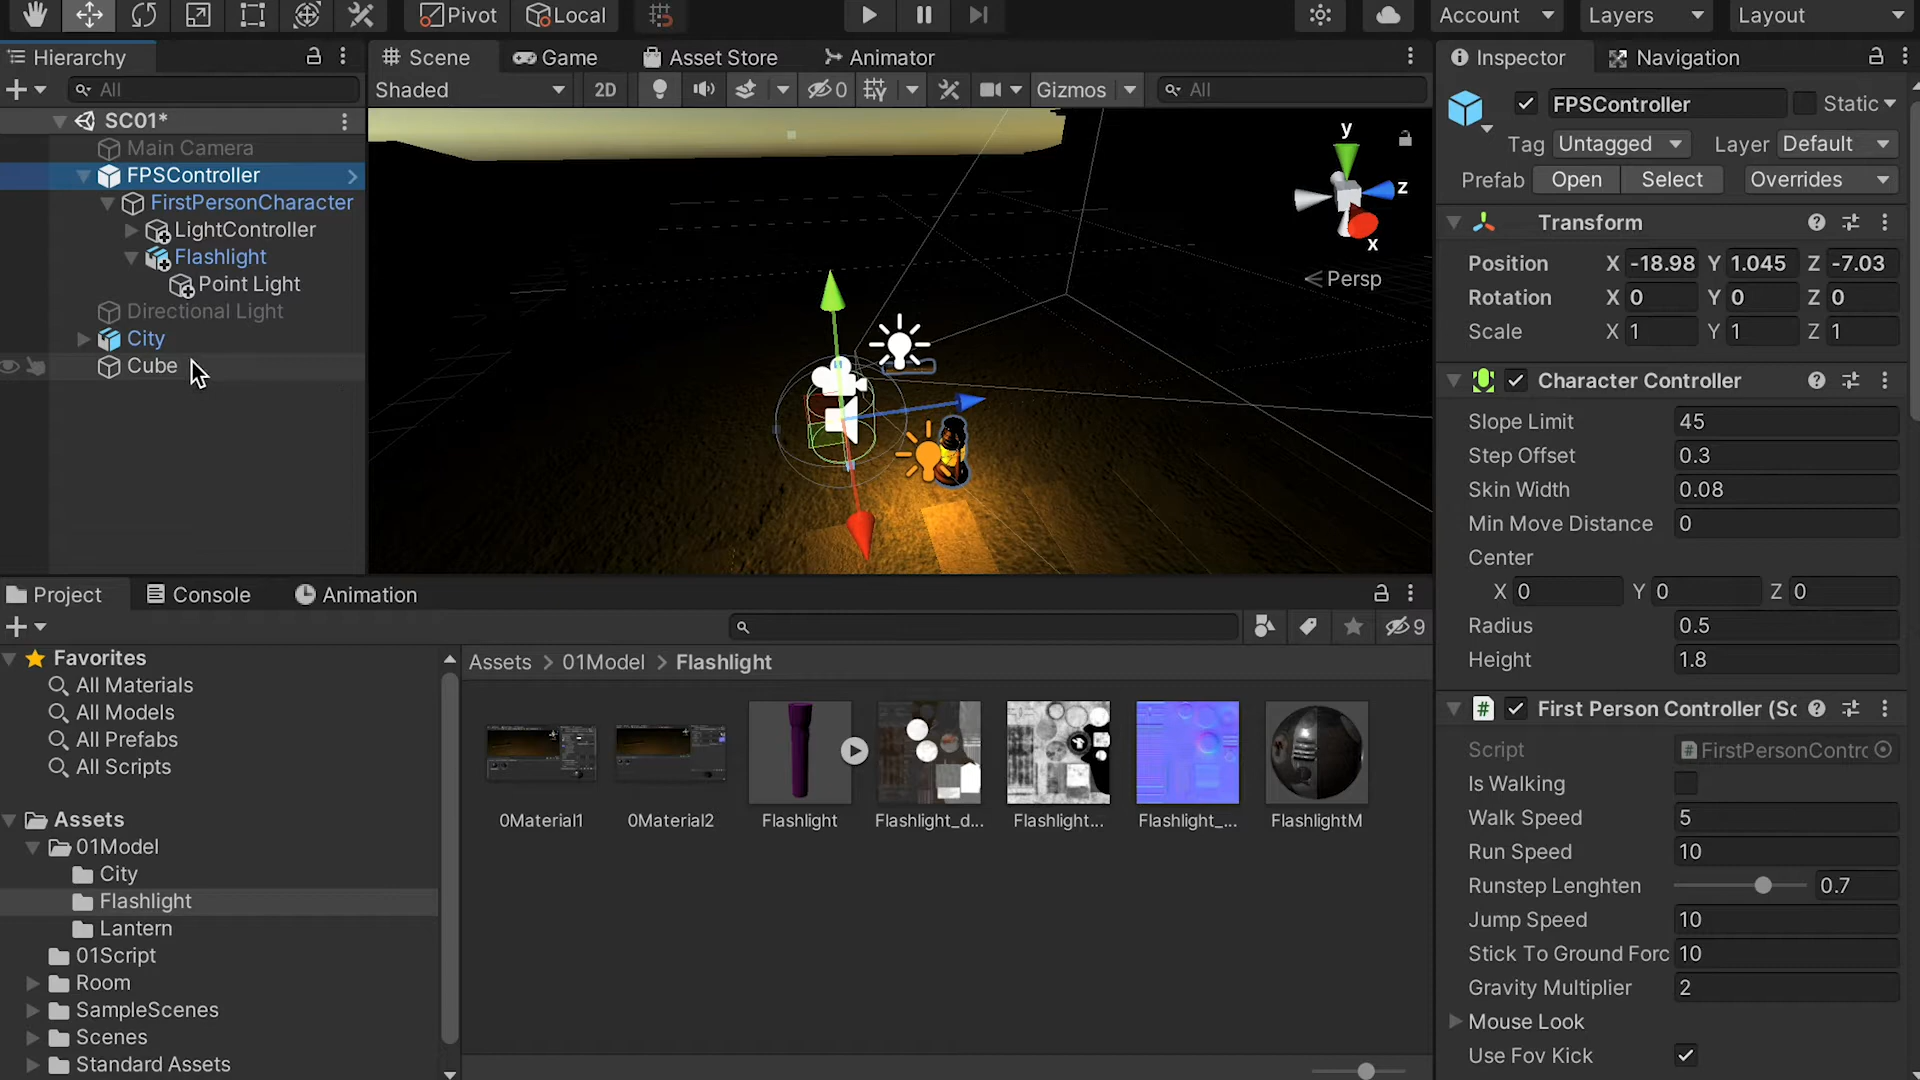 Pivot Local Account Layers Layout
Hierarchy
All
SC01*
Main Camera
FPSController
FirstPersonCharacter
LightController
Flashlight
Point Light
Directional Light
City
Cube
Scene Game Asset Store Animator
Shaded 2D 0 Gizmos All
y
z
x
Persp
Inspector Navigation
FPSController Static
Tag Untagged Layer Default
Prefab Open Select Overrides
Transform
Position X -18.98 Y 1.045 Z -7.03
Rotation X 0 Y 0 Z 0
Scale X 1 Y 1 Z 1
Character Controller
Slope Limit 45
Step Offset 0.3
Skin Width 0.08
Min Move Distance 0
Center
X 0 Y 0 Z 0
Radius 0.5
Height 1.8
# First Person Controller (Sc
Script # FirstPersonContro
Is Walking
Walk Speed 5
Run Speed 10
Runstep Lenghten 0.7
Jump Speed 10
Stick To Ground Forc 10
Gravity Multiplier 2
Mouse Look
Use Fov Kick
Project Console Animation
9
Favorites
All Materials
All Models
All Prefabs
All Scripts
Assets
01Model
City
Flashlight
Lantern
01Script
Room
SampleScenes
Scenes
Standard Assets
Assets > 01Model > Flashlight
0Material1 0Material2 Flashlight Flashlight_d... Flashlight... Flashlight_... FlashlightM